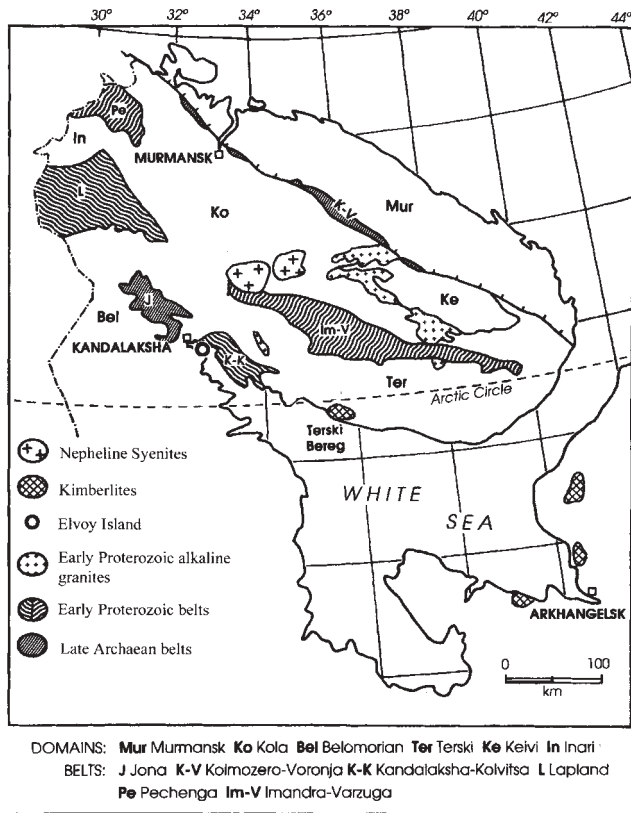 30° 32° 34° 36° 38° 40° 42° 44°
Pe
In
MURMANSK
L
Ko
K-V
Mur
J
Bel
Ke
Im-V
KANDALAKSHA
K-K
Ter
Arctic Circle
Terski
Bereg
WHITE
SEA
Nepheline Syenites
Kimberlites
Elvoy Island
Early Proterozoic alkaline
granites
Early Proterozoic belts
Late Archaean belts
ARKHANGELSK
0 100
km
DOMAINS: Mur Murmansk Ko Kola Bel Belomorian Ter Terski Ke Keivi In Inari
BELTS: J Jona K-V Kolmozero-Voronja K-K Kandalaksha-Kolvitsa L Lapland
Pe Pechenga Im-V Imandra-Varzuga